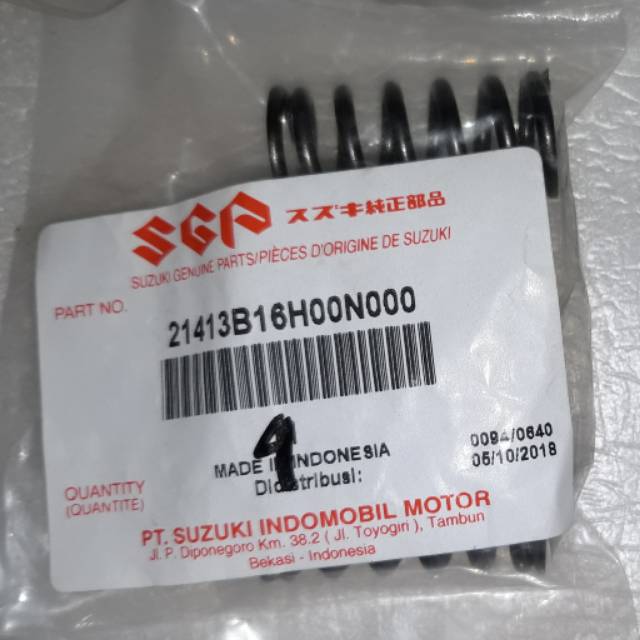 SGP スズキ純正部品
SUZUKI GENUINE PARTS/PIÈCES D'ORIGINE DE SUZUKI
PART NO.
21413B16H00N000
1
MADE IN INDONESIA
Didistribusi:
0094/0640
05/10/2018
QUANTITY
(QUANTITE)
PT. SUZUKI INDOMOBIL MOTOR
Jl. P. Diponegoro Km. 38.2 ( Jl. Toyogiri ), Tambun
Bekasi - Indonesia